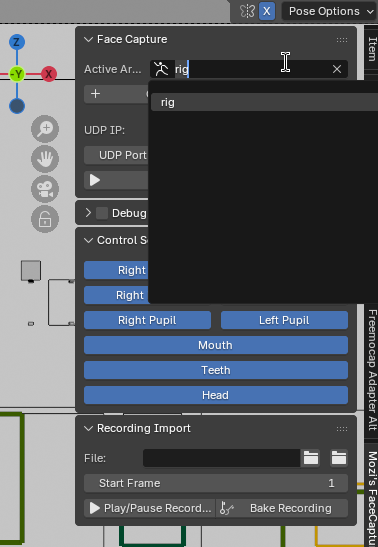 X
Pose Options
Z
Face Capture
-Y
X
Active Ar...
rig
rig
UDP IP:
UDP Port
Debug
Control S
Right
Right
Right Pupil
Left Pupil
Mouth
Teeth
Head
Recording Import
File:
Start Frame
1
Play/Pause Record...
Bake Recording
Item
Freemocap Adapter Alt
Mozi's FaceCaptu